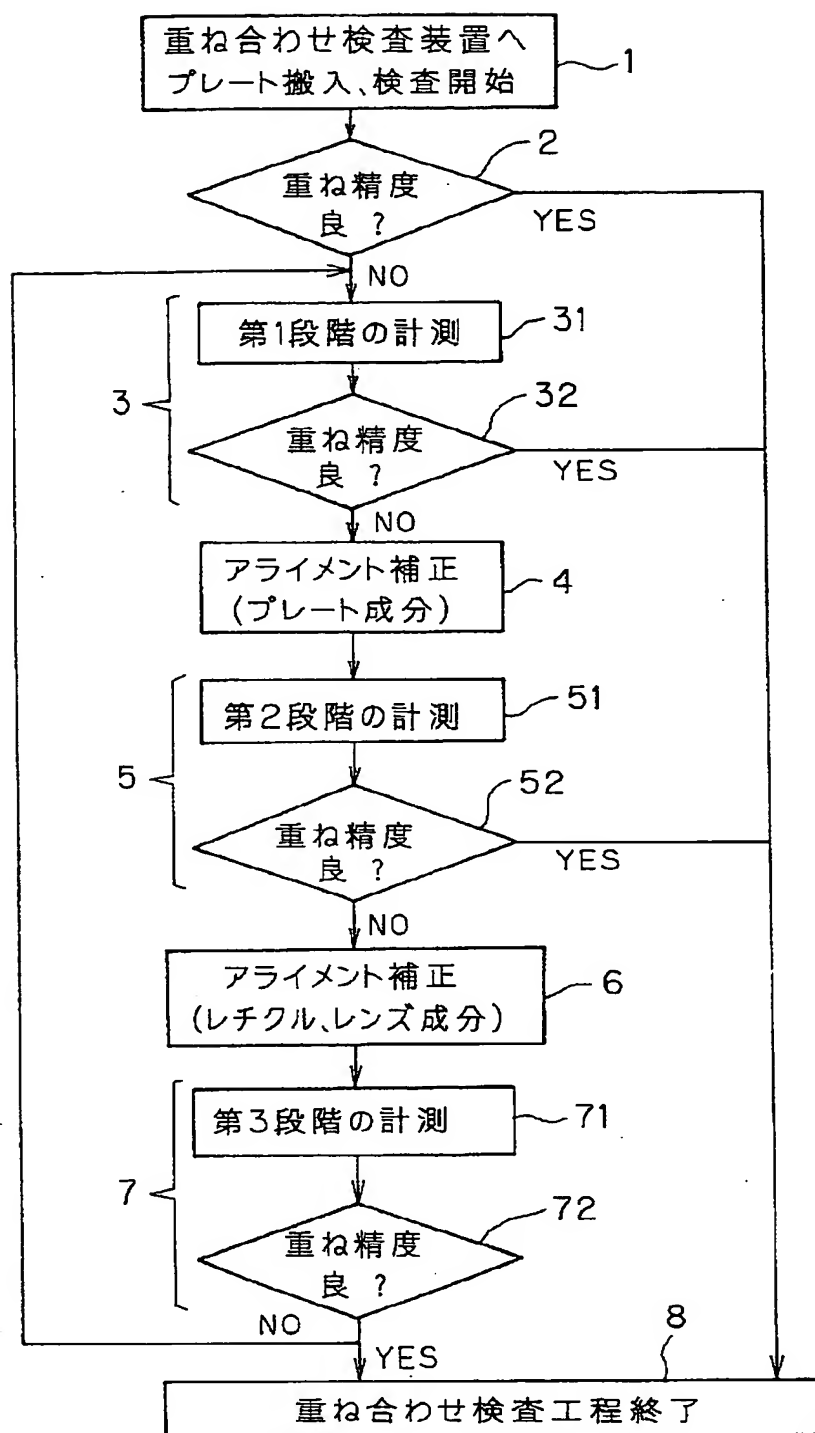 重ね合わせ検査装置へ
プレート搬入、検査開始
1
2
重ね精度
良 ?
YES
NO
第1段階の計測
31
3
32
重ね精度
良 ?
YES
NO
アライメント補正
(プレート成分)
4
第2段階の計測
51
5
52
重ね精度
良 ?
YES
NO
アライメント補正
(レチクル、レンズ成分)
6
第3段階の計測
71
7
72
重ね精度
良 ?
NO
YES
8
重ね合わせ検査工程終了